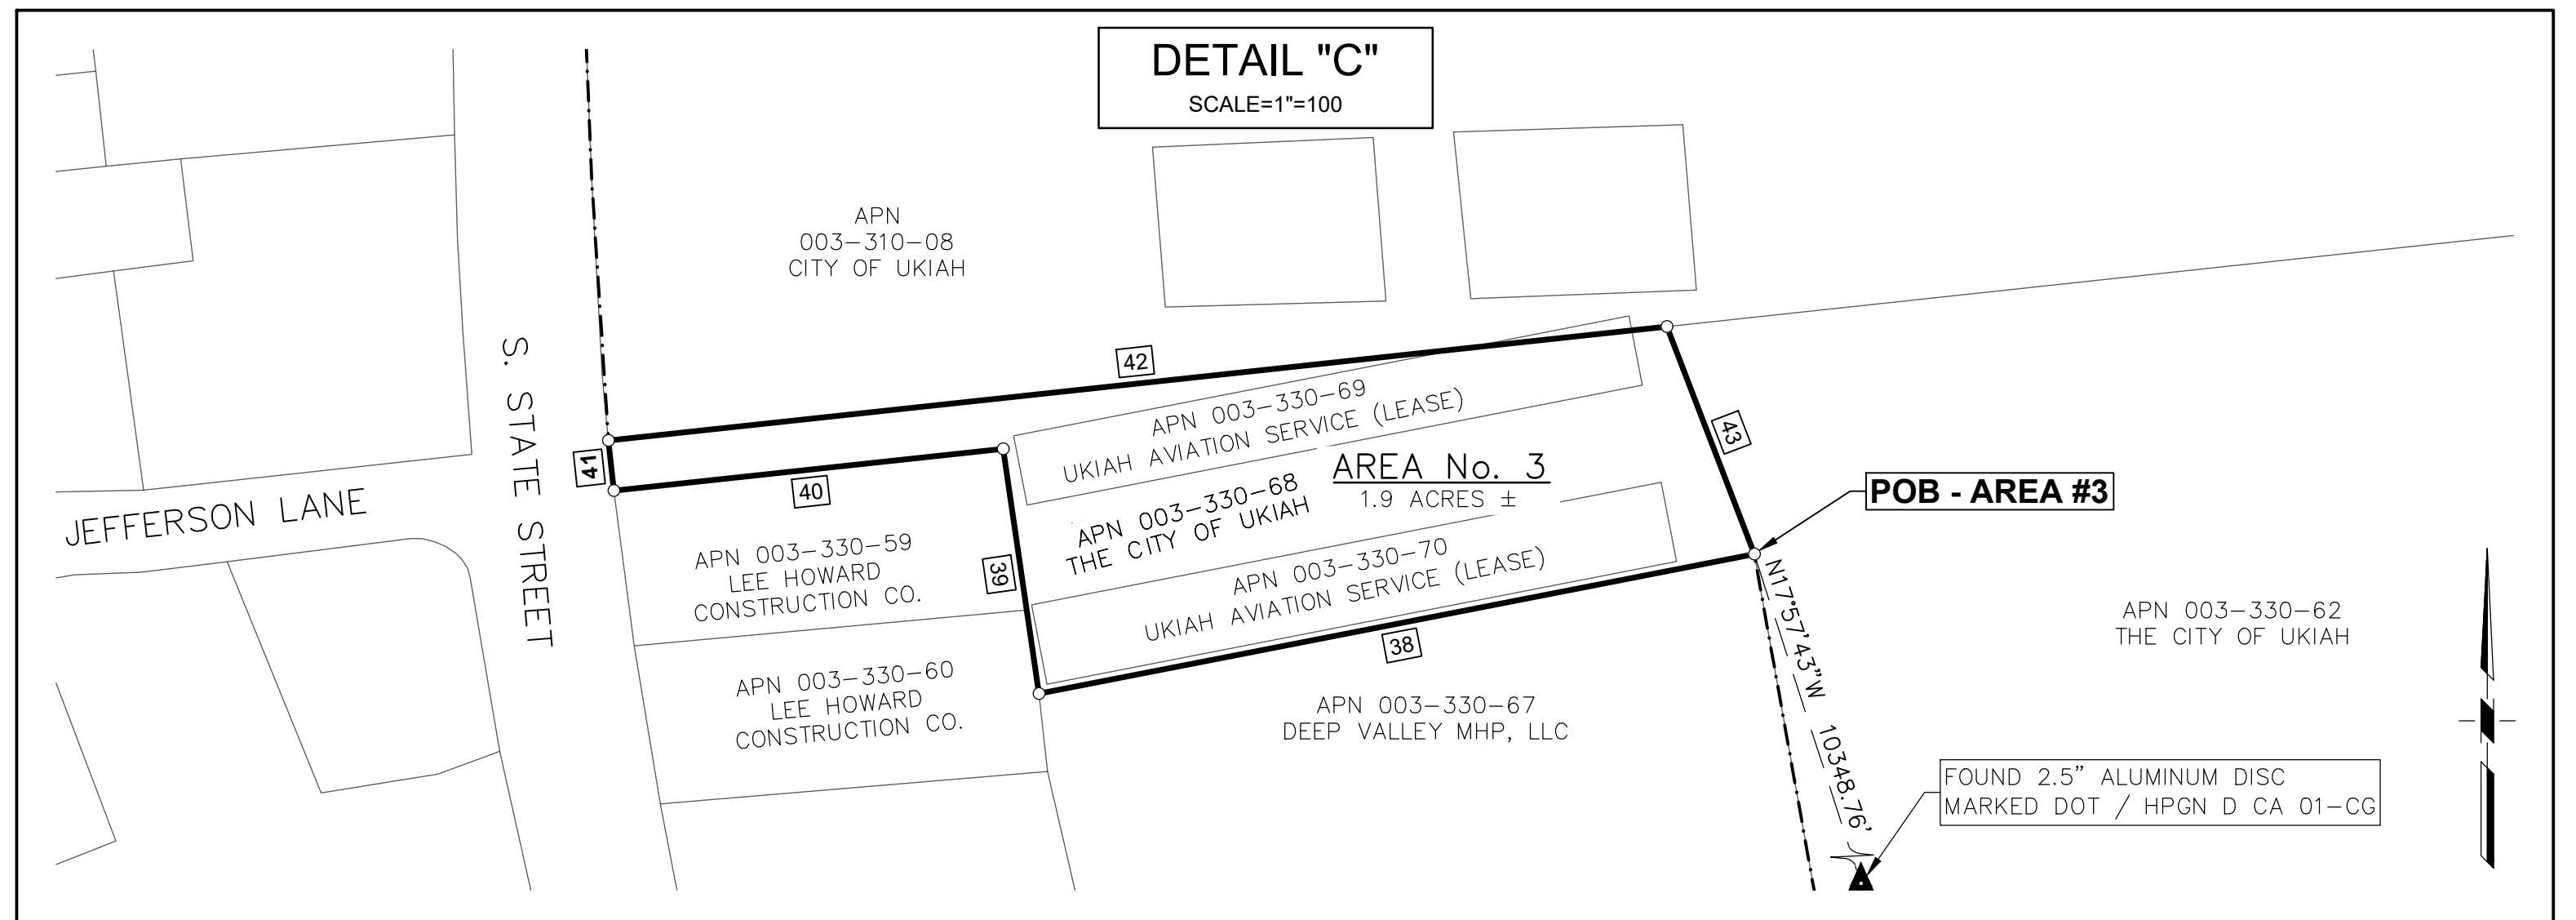 DETAIL "C"
SCALE=1"=100
APN
003-310-08
CITY OF UKIAH
S. STATE STREET
JEFFERSON LANE
42
41
40
39
43
38
APN 003-330-69
UKIAH AVIATION SERVICE (LEASE)
AREA No. 3
1.9 ACRES ±
APN 003-330-68
THE CITY OF UKIAH
APN 003-330-70
UKIAH AVIATION SERVICE (LEASE)
POB - AREA #3
APN 003-330-59
LEE HOWARD
CONSTRUCTION CO.
APN 003-330-60
LEE HOWARD
CONSTRUCTION CO.
APN 003-330-67
DEEP VALLEY MHP, LLC
N17°57'43"W 10348.76'
APN 003-330-62
THE CITY OF UKIAH
FOUND 2.5" ALUMINUM DISC
MARKED DOT / HPGN D CA 01-CG